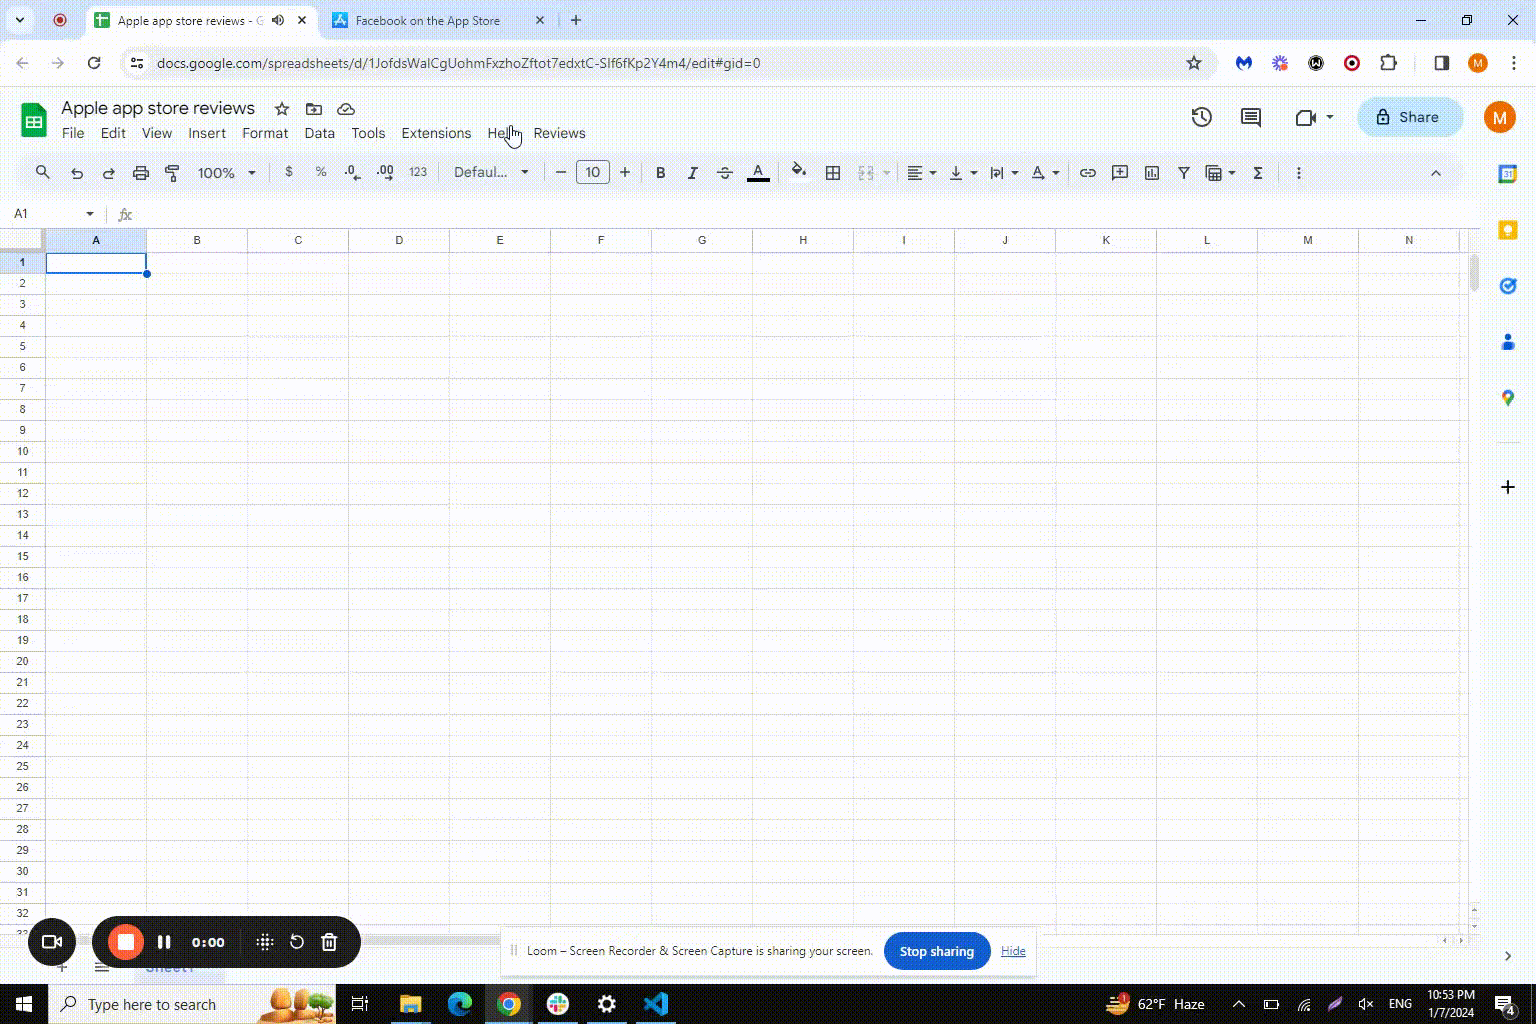 Apple app store reviews - G
Facebook on the App Store
docs.google.com/spreadsheets/d/1JofdsWalCgUohmFxzhoZftot7edxtC-SIf6fKp2Y4m4/edit#gid=0
M
Apple app store reviews
File Edit View Insert Format Data Tools Extensions Help Reviews
Share
M
100% $ % .0 .00 123 Defaul... 10 B I S A
31
A1 fx
A B C D E F G H I J K L M N
1
2
3
4
5
6
7
8
9
10
11
12
13
14
15
16
17
18
19
20
21
22
23
24
25
26
27
28
29
30
31
32
33
0:00
Loom – Screen Recorder & Screen Capture is sharing your screen. Stop sharing Hide
Sheet1
Type here to search
1
62°F Haze
ENG
10:53 PM
1/7/2024
4